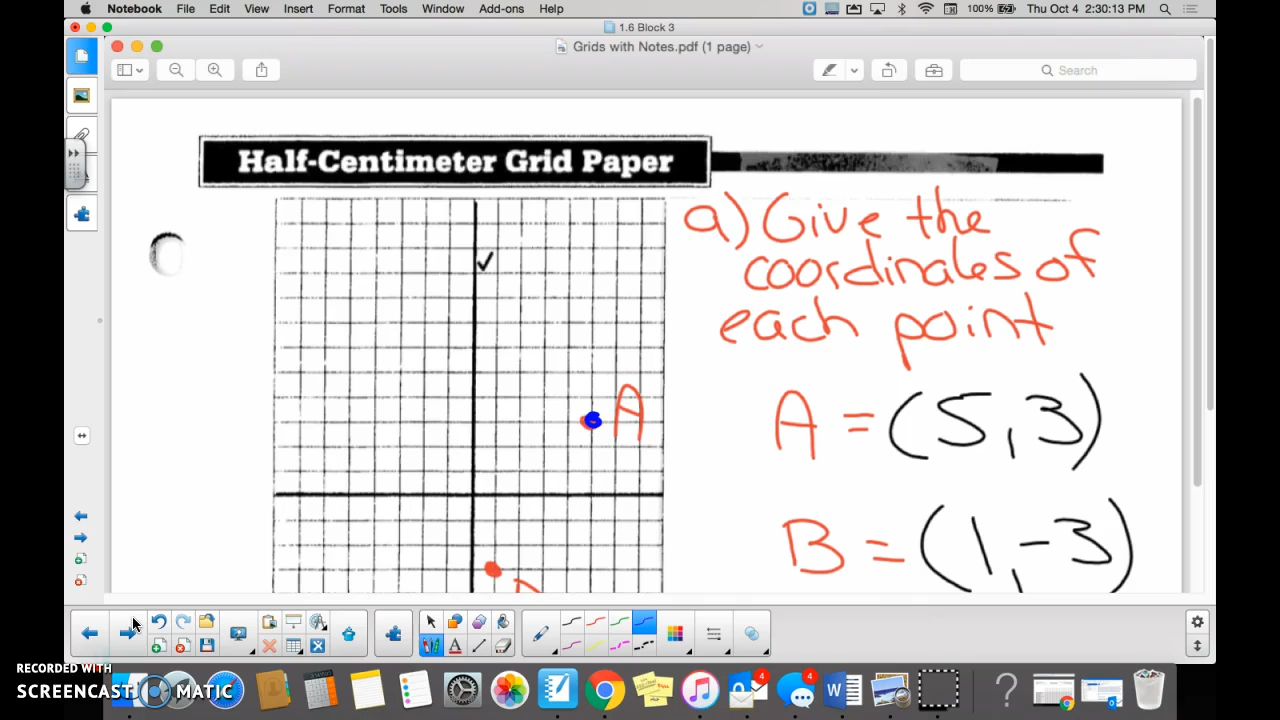 Notebook File Edit View Insert Format Tools Window Add-ons Help 100% Thu Oct 4 2:30:13 PM
1.6 Block 3
Grids with Notes.pdf (1 page)
Search
Half-Centimeter Grid Paper
a) Give the
coordinates of
each point
A
A = (5,3)
B = (1,-3)
A
4
4
W
?
RECORDED WITH
SCREENCAST MATIC